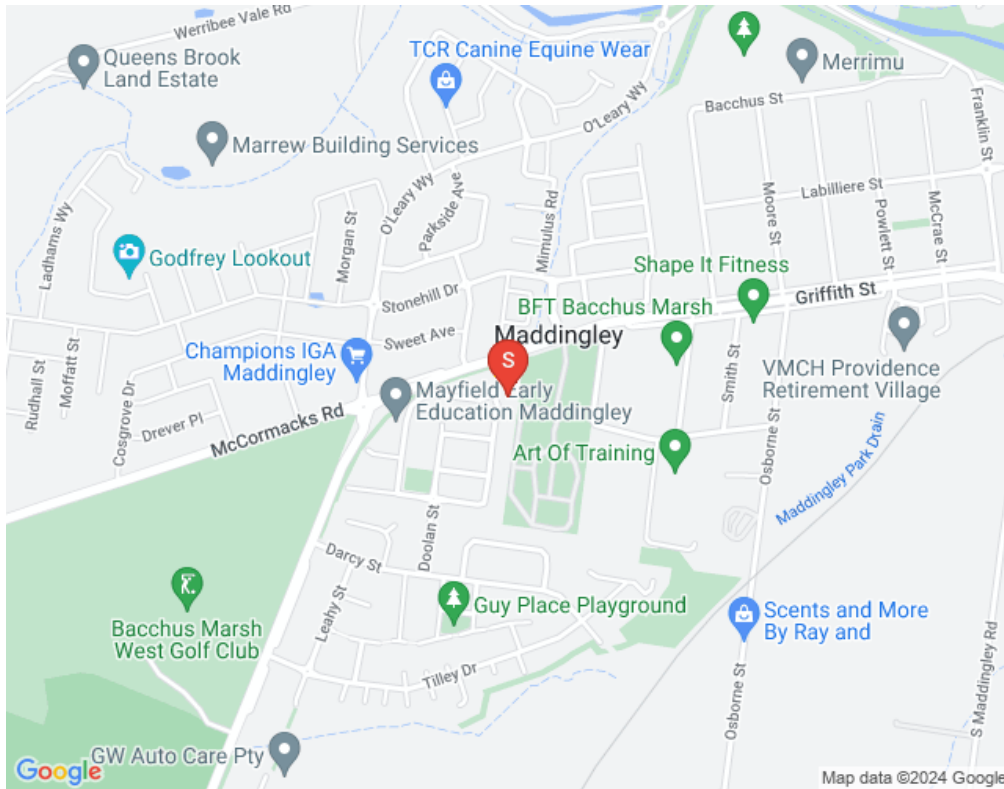 Werribee Vale Rd
Queens Brook
Land Estate
TCR Canine Equine Wear
Merrimu
Bacchus St
Franklin St
O'Leary Wy
Marrew Building Services
Labilliere St
Moore St
Powlett St
McCrae St
Ladhams Wy
Morgan St
O'Leary Wy
Parkside Ave
Mimulus Rd
Godfrey Lookout
Shape It Fitness
Griffith St
Stonehill Dr
BFT Bacchus Marsh
Sweet Ave
Maddingley
Champions IGA
Maddingley
S
Rudhall St
Moffatt St
Cosgrove Dr
Drever Pl
McCormacks Rd
Mayfield Early
Education Maddingley
Smith St
VMCH Providence
Retirement Village
Art Of Training
Osborne St
Maddingley Park Drain
Doolan St
Darcy St
Leahy St
Guy Place Playground
Scents and More
By Ray and
Bacchus Marsh
West Golf Club
Tilley Dr
Osborne St
S Maddingley Rd
GW Auto Care Pty
Google
Map data ©2024 Google